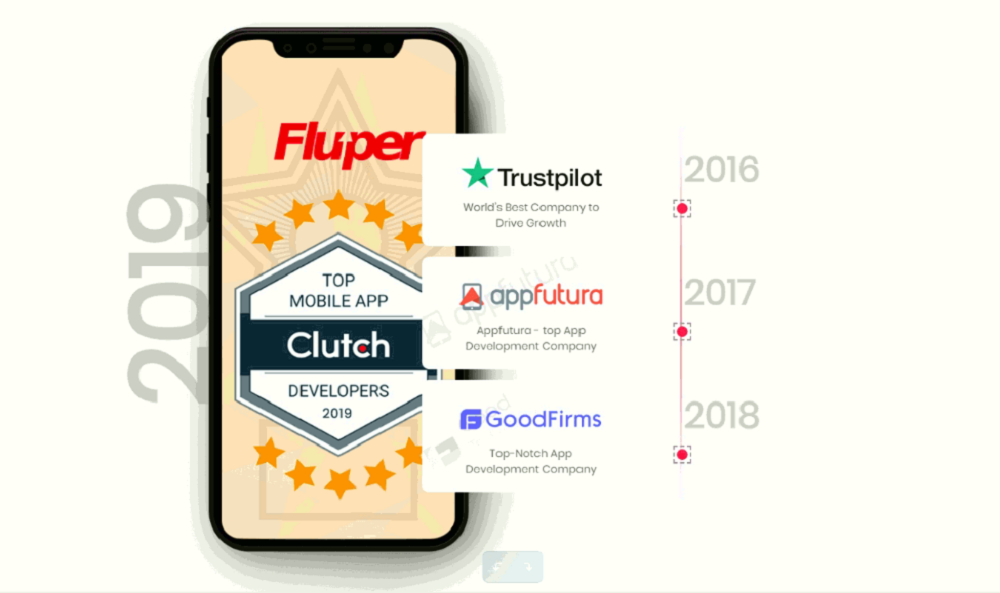 2019
Fluper
TOP
MOBILE APP
Clutch
DEVELOPERS
2019
Trustpilot
World's Best Company to
Drive Growth
2016
appfutura
Appfutura - top App
Development Company
2017
GoodFirms
Top-Notch App
Development Company
2018
appfutura